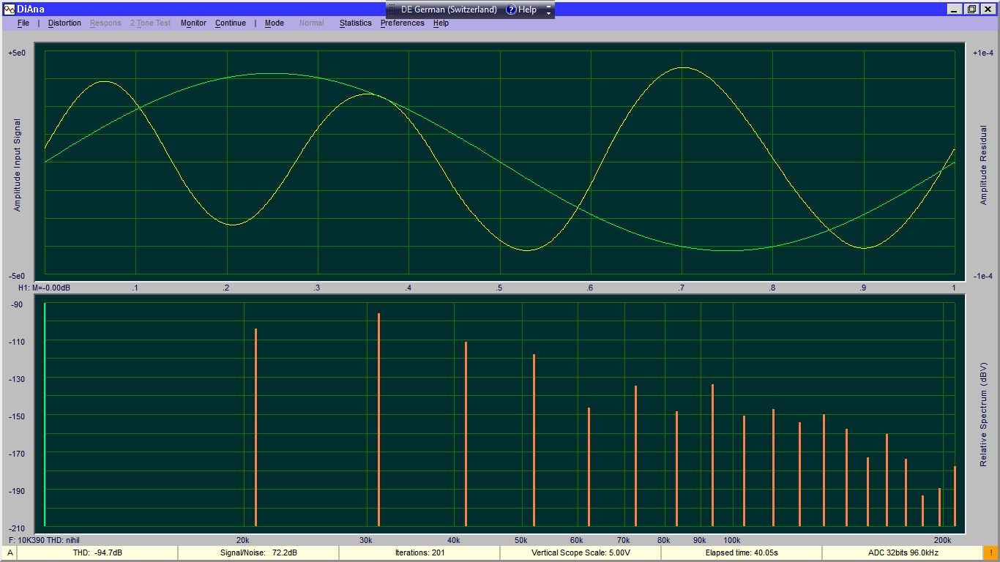 DiAna
DE German (Switzerland) ? Help
File | Distortion Respons 2 Tone Test Monitor Continue | Mode Normal Statistics Preferences Help
+5e0
+1e-4
Amplitude Input Signal
Amplitude Residual
-5e0
-1e-4
H1: M=-0.00dB .1 .2 .3 .4 .5 .6 .7 .8 .9 1
-90
-110
-130
-150
-170
-190
-210
Relative Spectrum (dBV)
F: 10K390 THD: nihil 20k 30k 40k 50k 60k 70k 80k 90k 100k 200k
A THD: -94.7dB Signal/Noise: 72.2dB Iterations: 201 Vertical Scope Scale: 5.00V Elapsed time: 40.05s ADC 32bits 96.0kHz !